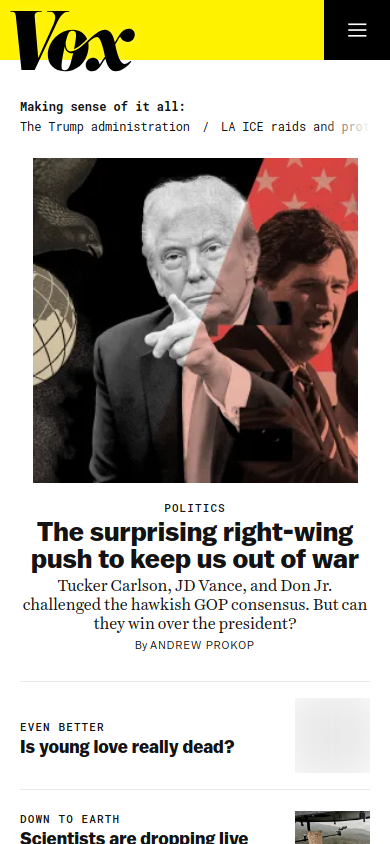 Vox
Making sense of it all:
The Trump administration / LA ICE raids and
POLITICS
The surprising right-wing
push to keep us out of war
Tucker Carlson, JD Vance, and Don Jr.
challenged the hawkish GOP consensus. But can
they win over the president?
By ANDREW PROKOP
EVEN BETTER
Is young love really dead?
DOWN TO EARTH
Scientists are dropping live